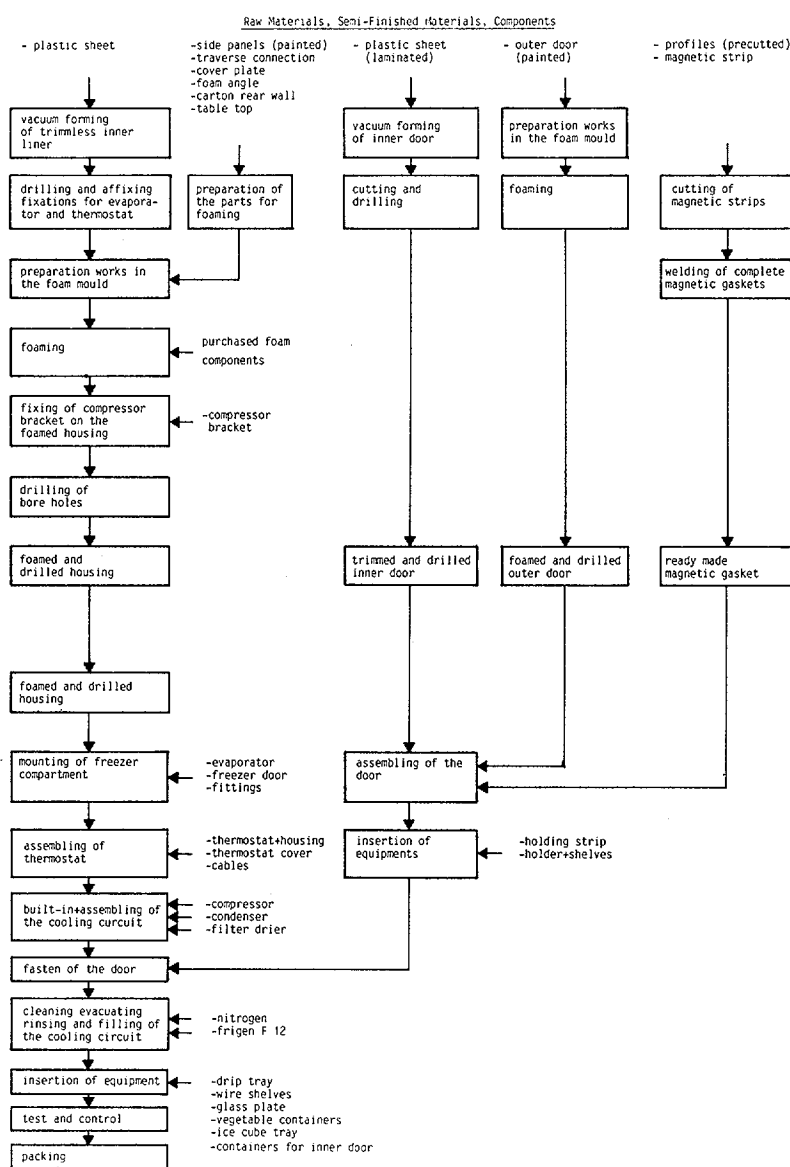 Raw Materials, Semi-Finished Materials, Components
- plastic sheet
-side panels (painted)
-traverse connection
-cover plate
-foam angle
-carton rear wall
-table top
- plastic sheet
(laminated)
- outer door
(painted)
- profiles (precutted)
- magnetic strip
vacuum forming
of trimmless inner
liner
vacuum forming
of inner door
preparation works
in the foam mould
drilling and affixing
fixations for evapora-
tor and thermostat
preparation of
the parts for
foaming
cutting and
drilling
foaming
cutting of
magnetic strips
preparation works in
the foam mould
welding of complete
magnetic gaskets
foaming
purchased foam
components
fixing of compressor
bracket on the
foamed housing
-compressor
bracket
drilling of
bore holes
foamed and
drilled housing
trimmed and drilled
inner door
foamed and drilled
outer door
ready made
magnetic gasket
foamed and drilled
housing
mounting of freezer
compartment
-evaporator
-freezer door
-fittings
assembling of the
door
assembling of
thermostat
-thermostat+housing
-thermostat cover
-cables
insertion of
equipments
-holding strip
-holder+shelves
built-in+assembling of
the cooling curcuit
-compressor
-condenser
-filter drier
fasten of the door
cleaning evacuating
rinsing and filling of
the cooling circuit
-nitrogen
-frigen F 12
insertion of equipment
-drip tray
-wire shelves
-glass plate
-vegetable containers
-ice cube tray
-containers for inner door
test and control
packing